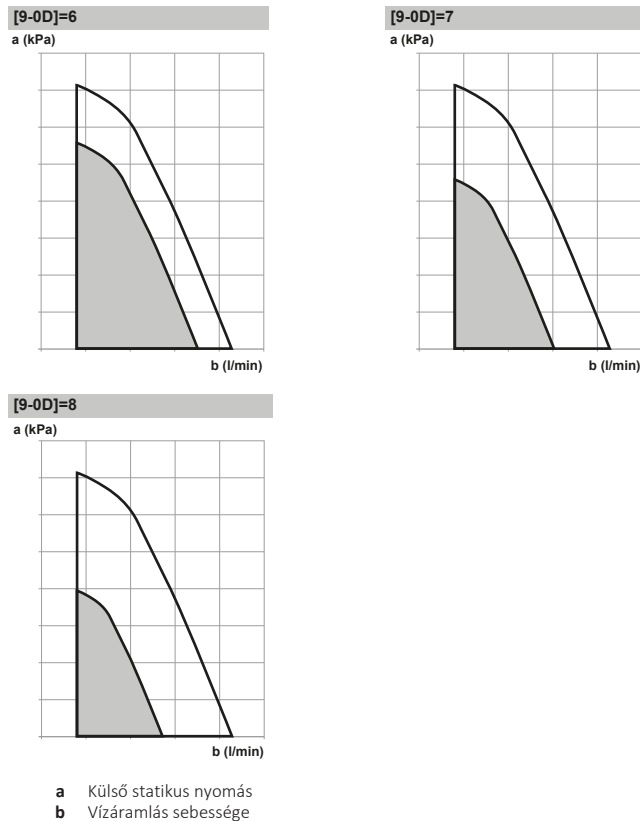 [9-0D]=6
a (kPa)
b (l/min)
[9-0D]=7
a (kPa)
b (l/min)
[9-0D]=8
a (kPa)
b (l/min)
a Külső statikus nyomás
b Vízáramlás sebessége